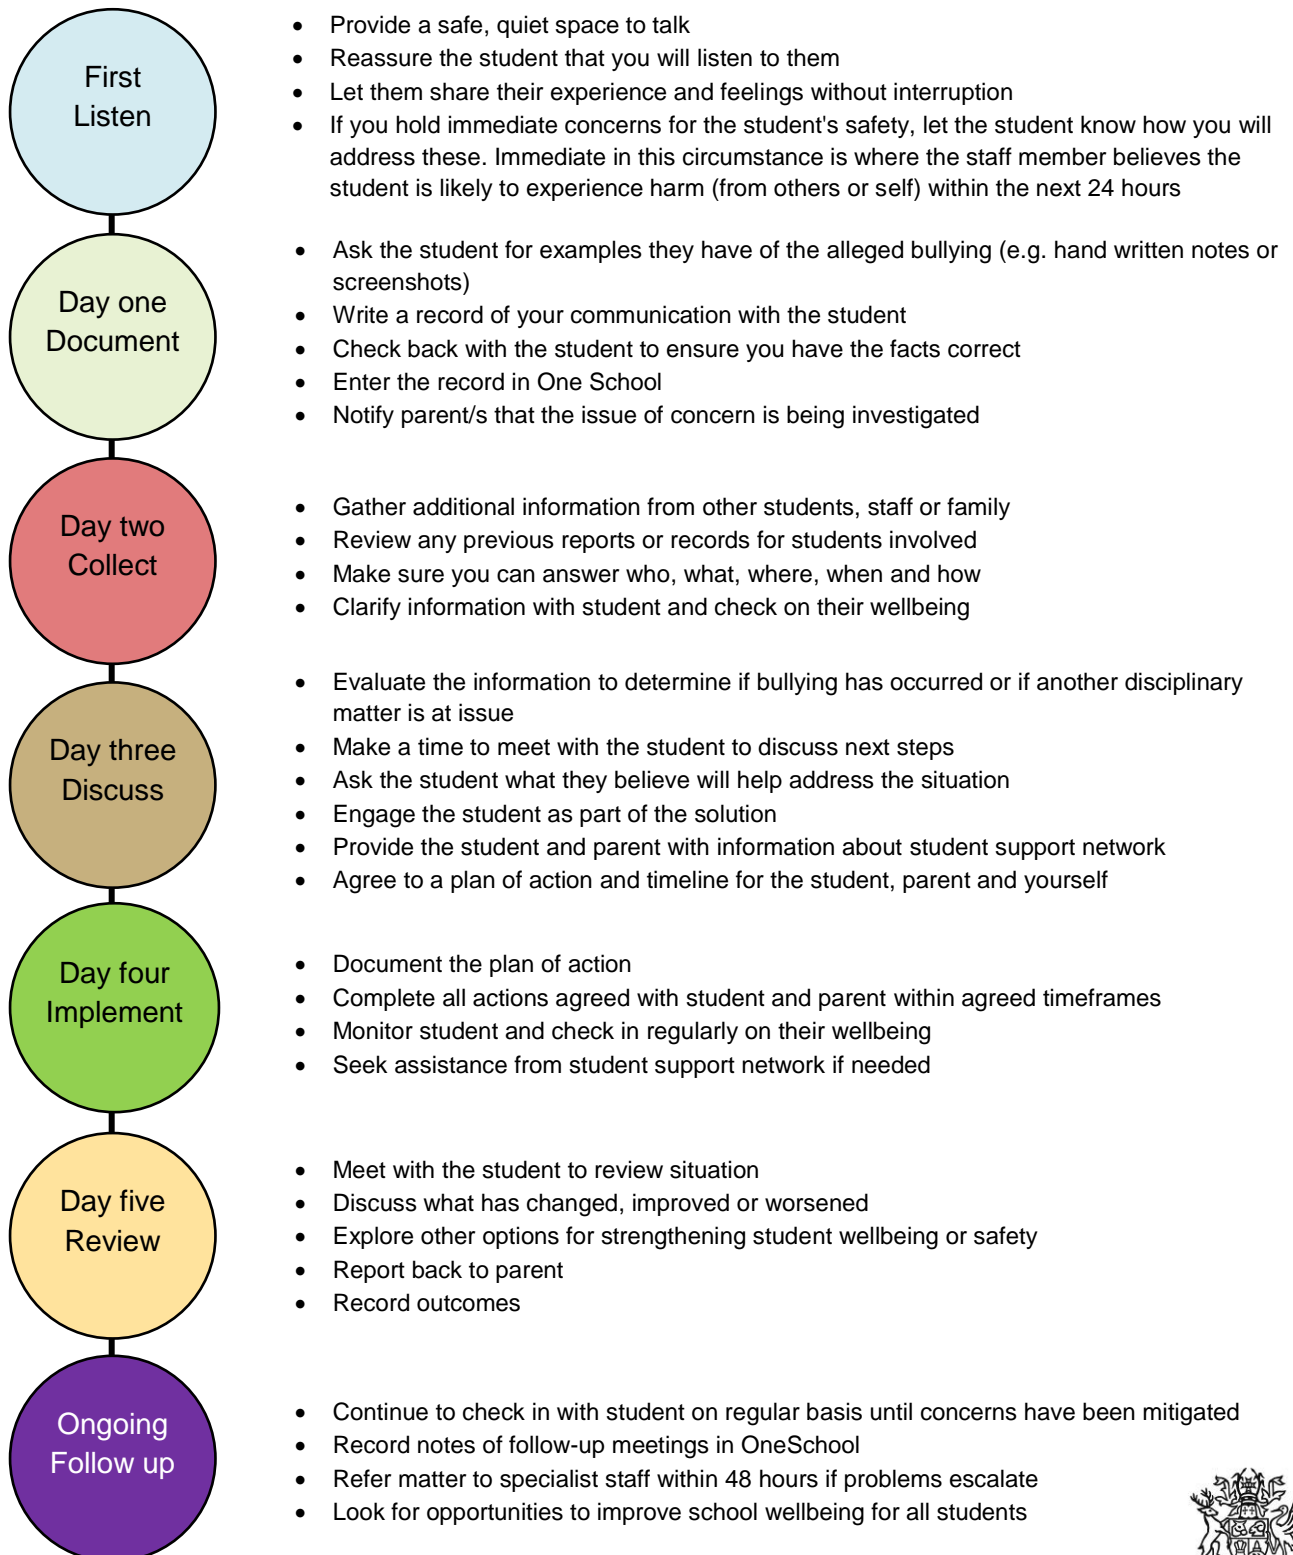 First
Listen
• Provide a safe, quiet space to talk
• Reassure the student that you will listen to them
• Let them share their experience and feelings without interruption
• If you hold immediate concerns for the student's safety, let the student know how you will
address these. Immediate in this circumstance is where the staff member believes the
student is likely to experience harm (from others or self) within the next 24 hours
Day one
Document
• Ask the student for examples they have of the alleged bullying (e.g. hand written notes or
screenshots)
• Write a record of your communication with the student
• Check back with the student to ensure you have the facts correct
• Enter the record in One School
• Notify parent/s that the issue of concern is being investigated
Day two
Collect
• Gather additional information from other students, staff or family
• Review any previous reports or records for students involved
• Make sure you can answer who, what, where, when and how
• Clarify information with student and check on their wellbeing
Day three
Discuss
• Evaluate the information to determine if bullying has occurred or if another disciplinary
matter is at issue
• Make a time to meet with the student to discuss next steps
• Ask the student what they believe will help address the situation
• Engage the student as part of the solution
• Provide the student and parent with information about student support network
• Agree to a plan of action and timeline for the student, parent and yourself
Day four
Implement
• Document the plan of action
• Complete all actions agreed with student and parent within agreed timeframes
• Monitor student and check in regularly on their wellbeing
• Seek assistance from student support network if needed
Day five
Review
• Meet with the student to review situation
• Discuss what has changed, improved or worsened
• Explore other options for strengthening student wellbeing or safety
• Report back to parent
• Record outcomes
Ongoing
Follow up
• Continue to check in with student on regular basis until concerns have been mitigated
• Record notes of follow-up meetings in OneSchool
• Refer matter to specialist staff within 48 hours if problems escalate
• Look for opportunities to improve school wellbeing for all students